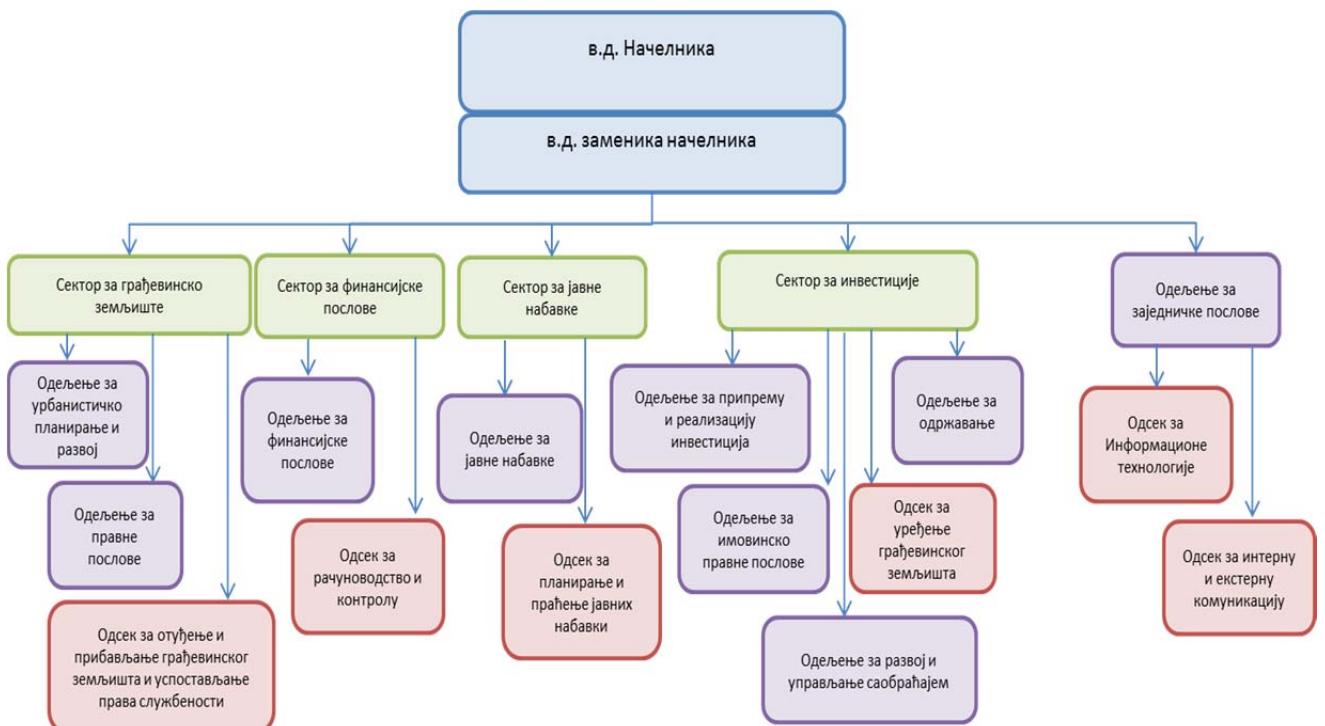 в.д. Начелника
в.д. заменика начелника
Сектор за грађевинско
земљиште
Сектор за финансијске
послове
Сектор за јавне
набавке
Сектор за инвестиције
Одељење за
заједничке послове
Одељење за
урбанистичко
планирање и
развој
Одељење за
правне
послове
Одсек за отуђење и
прибављање грађевинског
земљишта и успостављање
права службености
Одељење за
финансијске
послове
Одсек за
рачуноводство и
контролу
Одељење за
јавне набавке
Одсек за
планирање и
праћење јавних
набавки
Одељење за припрему
и реализацију
инвестиција
Одељење за
имовинско
правне послове
Одељење за развој и
управљање саобраћајем
Одсек за
уређење
грађевинског
земљишта
Одељење за
одржавање
Одсек за
Информационе
технологије
Одсек за интерну
и екстерну
комуникацију